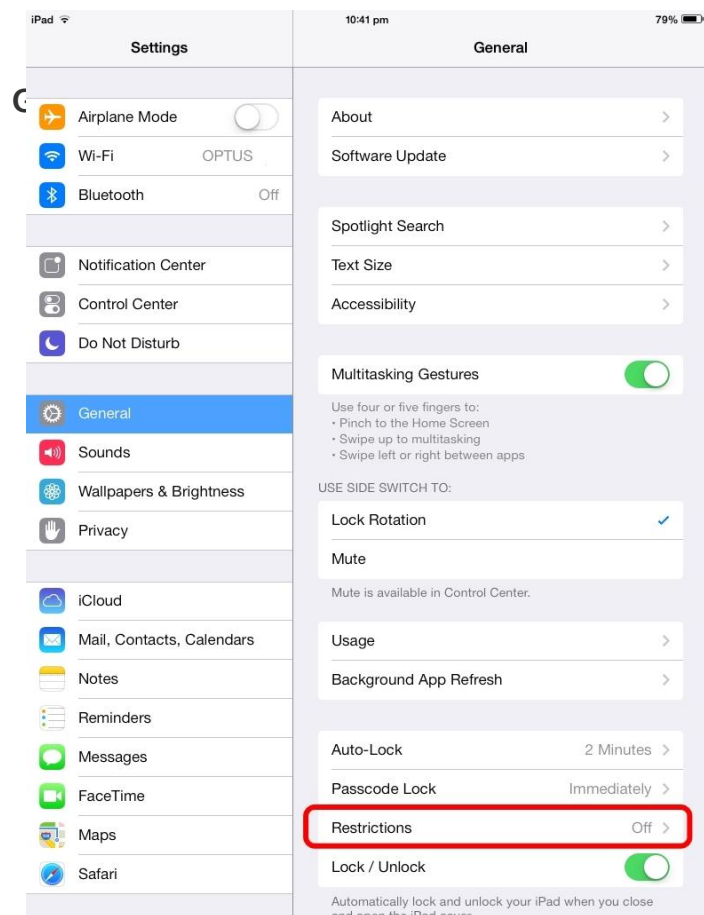 iPad 10:41 pm 79%
Settings
General
G
Airplane Mode
Wi-Fi OPTUS
Bluetooth Off
Notification Center
Control Center
Do Not Disturb
General
Sounds
Wallpapers & Brightness
Privacy
iCloud
Mail, Contacts, Calendars
Notes
Reminders
Messages
FaceTime
Maps
Safari
About
Software Update
Spotlight Search
Text Size
Accessibility
Multitasking Gestures
Use four or five fingers to:
• Pinch to the Home Screen
• Swipe up to multitasking
• Swipe left or right between apps
USE SIDE SWITCH TO:
Lock Rotation
Mute
Mute is available in Control Center.
Usage
Background App Refresh
Auto-Lock 2 Minutes
Passcode Lock Immediately
Restrictions Off
Lock / Unlock
Automatically lock and unlock your iPad when you close
and open the iPad cover.